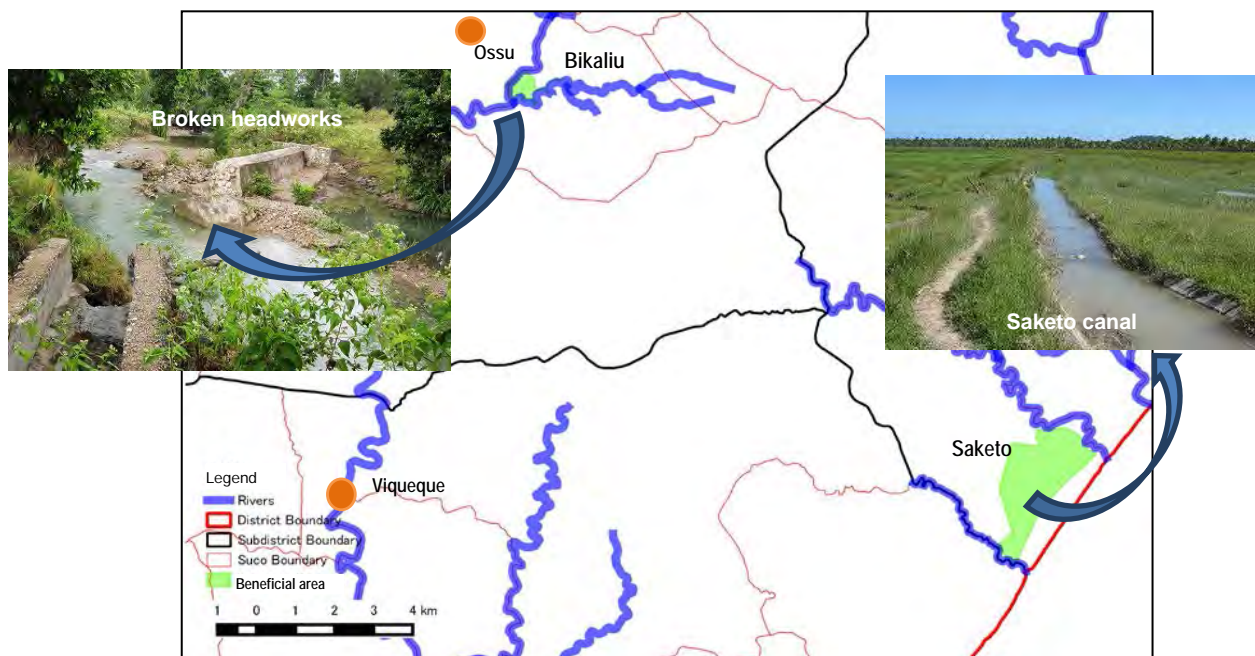 Ossu
Bikaliu
Broken headworks
Saketo canal
Saketo
Viqueque
Legend
Rivers
District Boundary
Subdistrict Boundary
Suco Boundary
Beneficial area
1 0 1 2 3 4 km